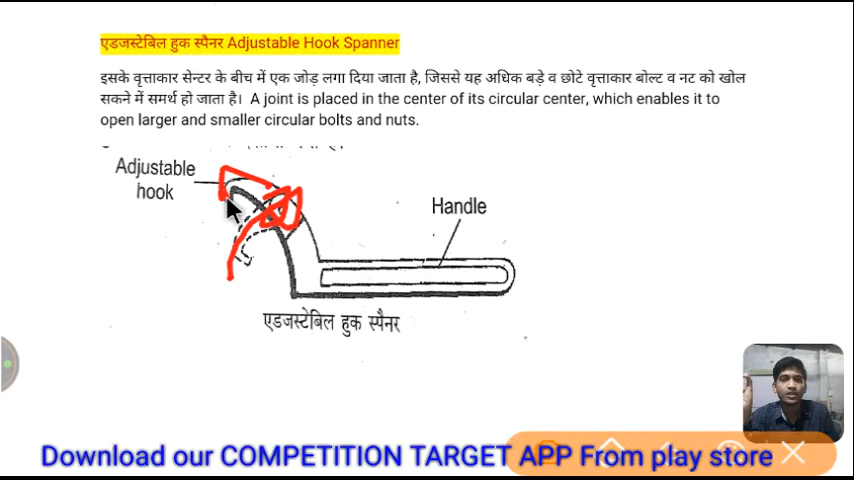 एडजस्टेबिल हुक स्पैनर Adjustable Hook Spanner
इसके वृत्ताकार सेन्टर के बीच में एक जोड़ लगा दिया जाता है, जिससे यह अधिक बड़े व छोटे वृत्ताकार बोल्ट व नट को खोल
सकने में समर्थ हो जाता है। A joint is placed in the center of its circular center, which enables it to
open larger and smaller circular bolts and nuts.
Adjustable
hook
Handle
एडजस्टेबिल हुक स्पैनर
Download our COMPETITION TARGET APP From play store